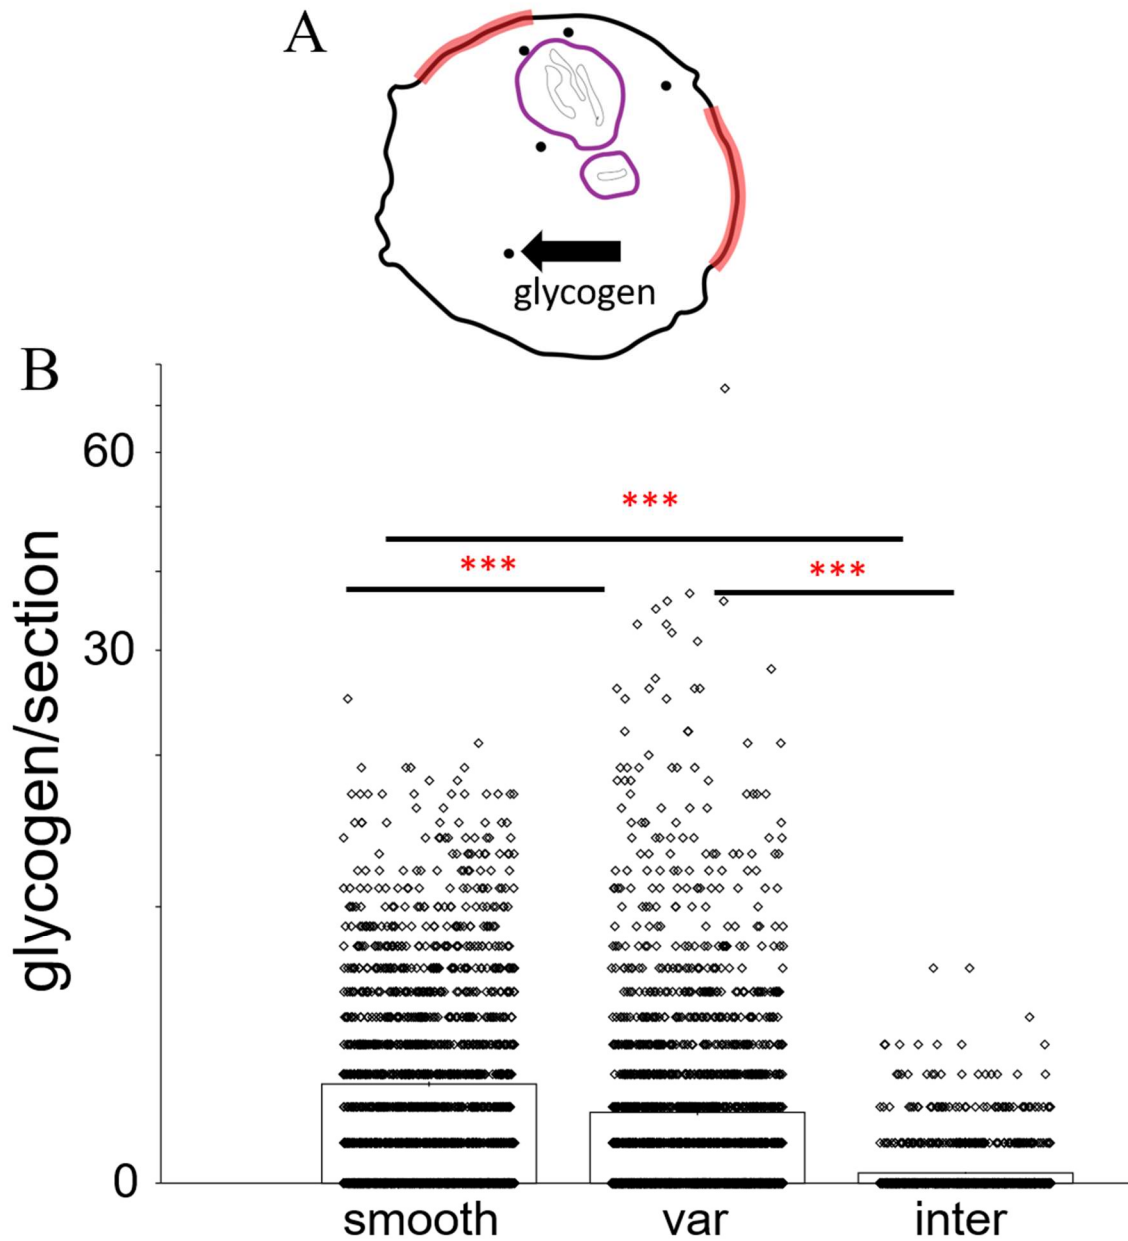 A
glycogen
B
60
***
***
***
30
glycogen/section
0
smooth
var
inter